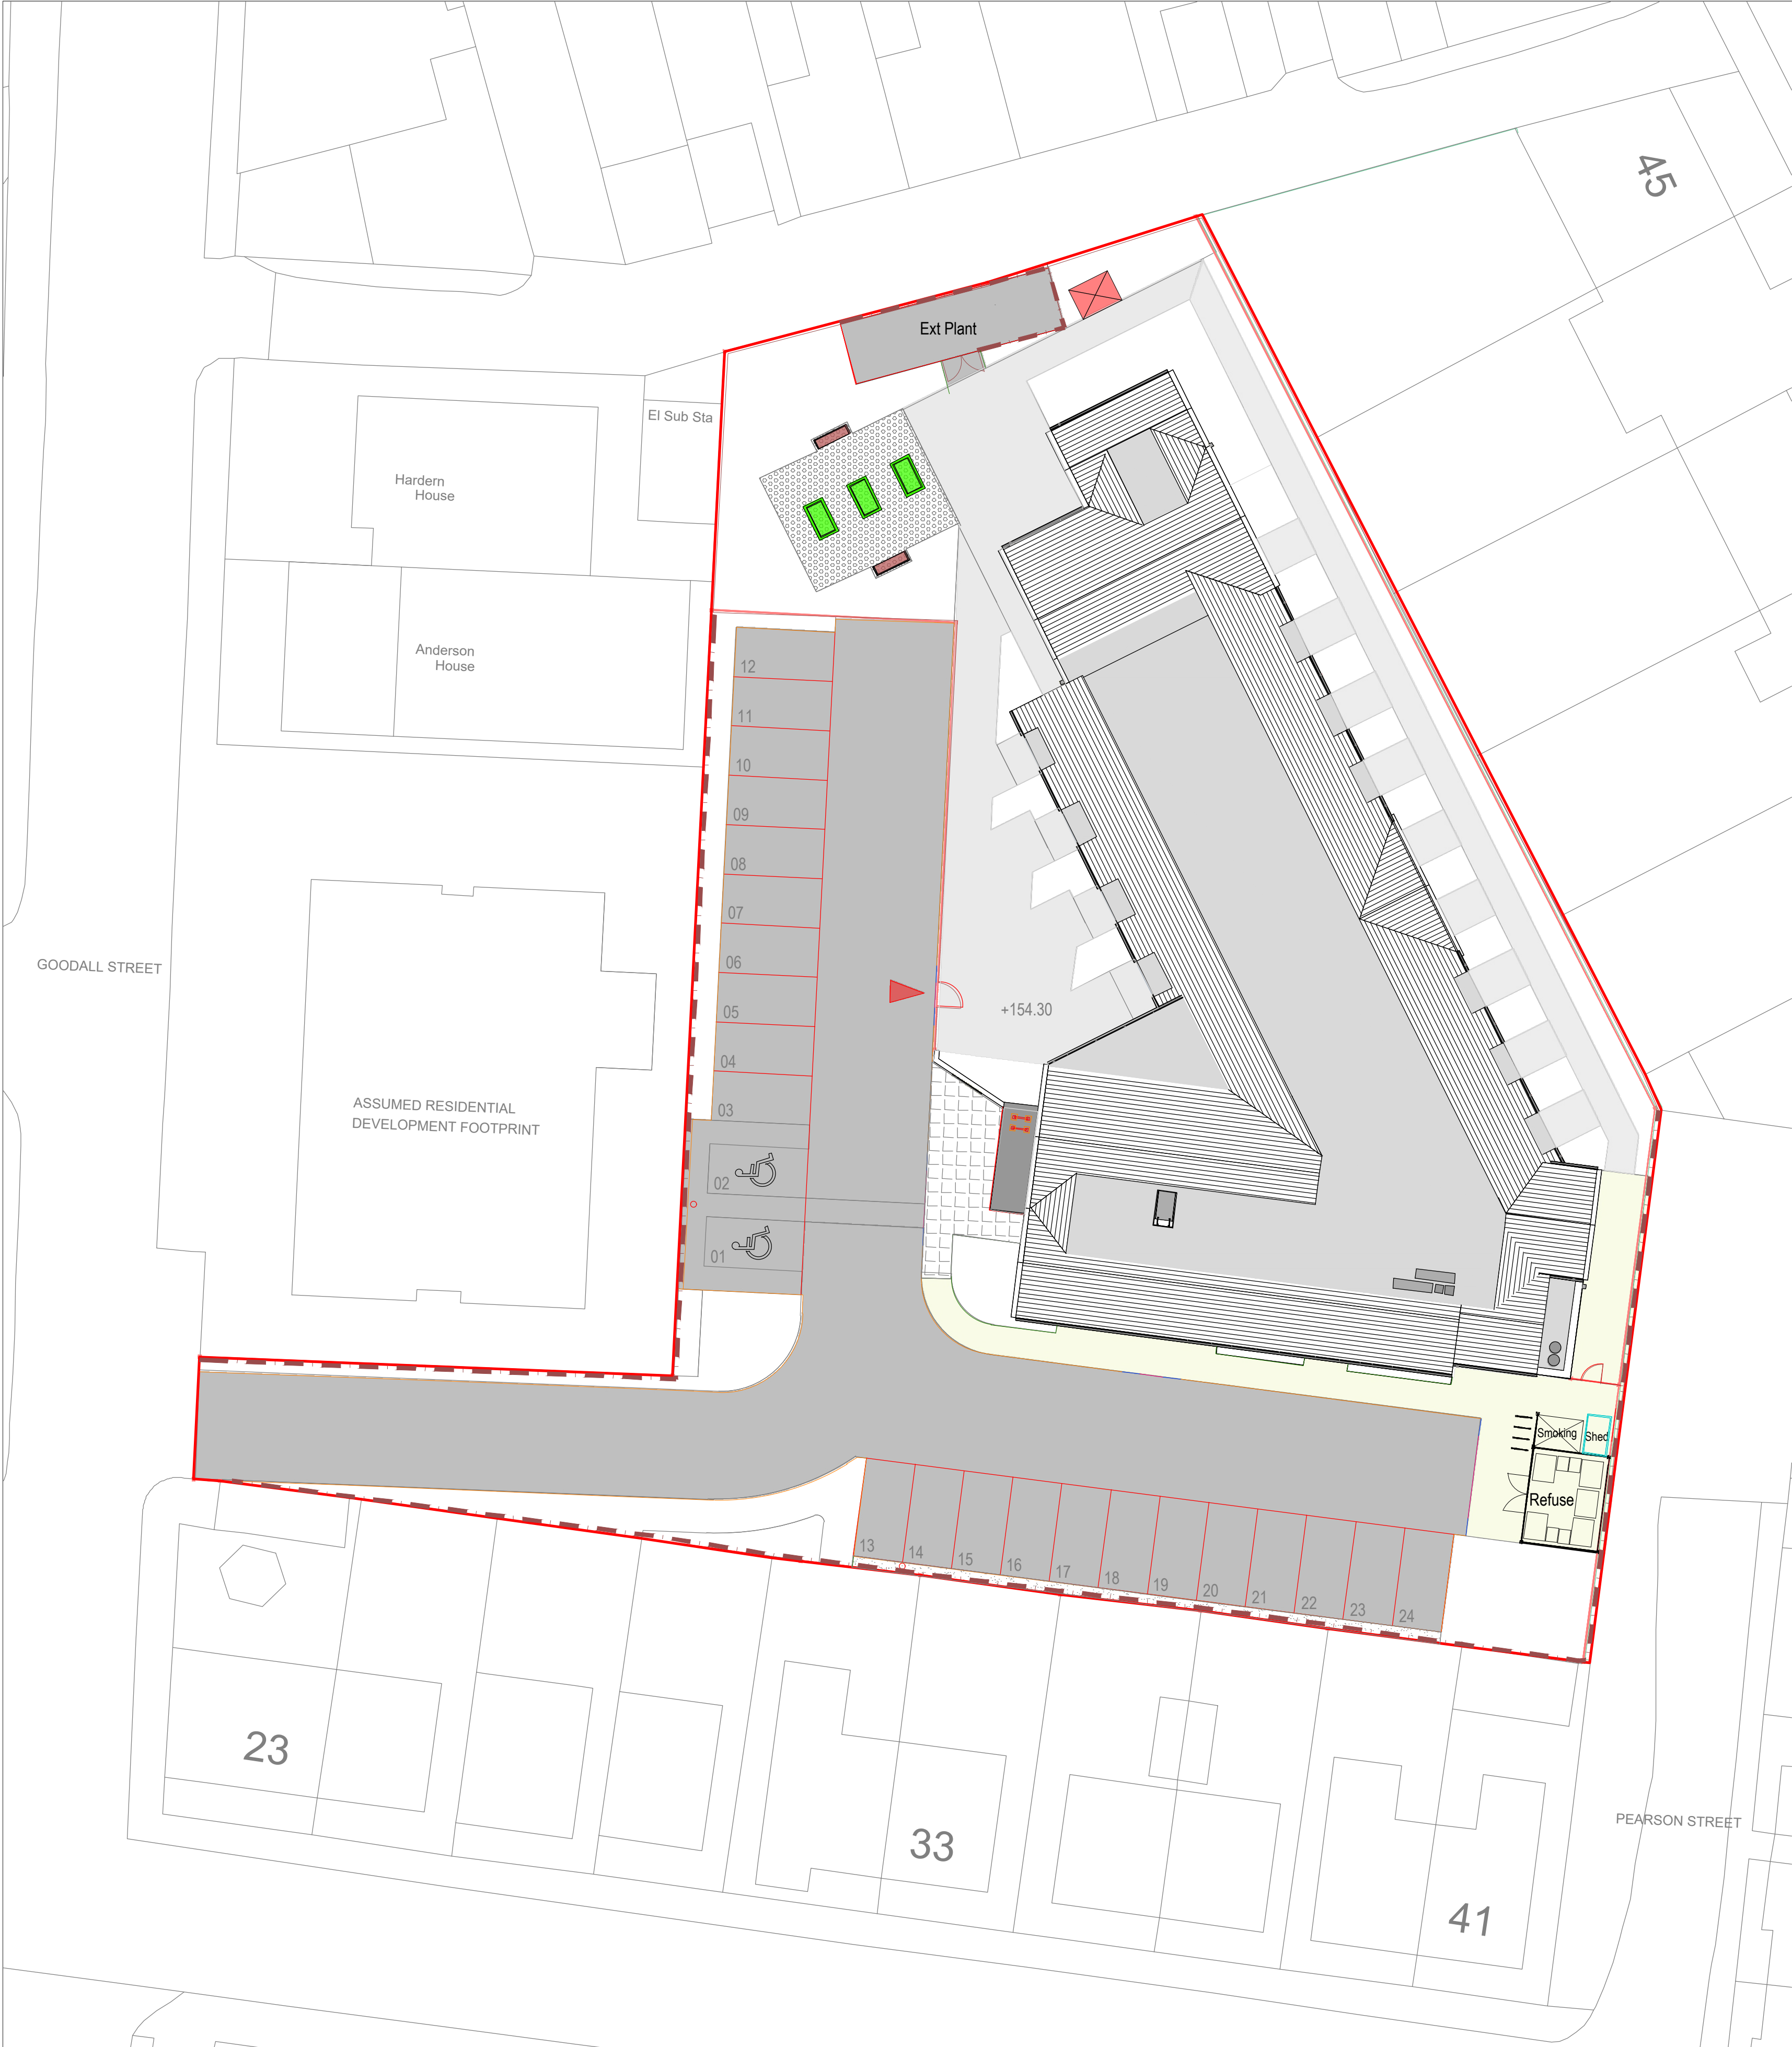 45
Ext Plant
El Sub Sta
Hardern
House
Anderson
House
12
11
10
09
08
07
06
05
04
03
02
01
GOODALL STREET
+154.30
ASSUMED RESIDENTIAL
DEVELOPMENT FOOTPRINT
Smoking
Shed
Refuse
13
14
15
16
17
18
19
20
21
22
23
24
23
33
41
PEARSON STREET